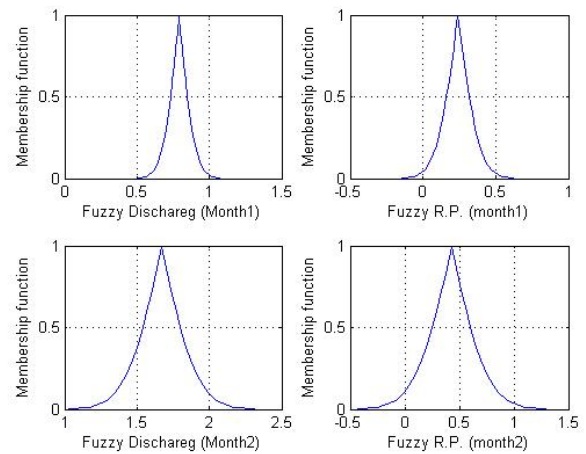 Membership function
1
0.5
0
0 0.5 1 1.5
Fuzzy Dischareg (Month1)
Membership function
1
0.5
0
-0.5 0 0.5 1
Fuzzy R.P. (month1)
Membership function
1
0.5
0
1 1.5 2 2.5
Fuzzy Dischareg (Month2)
Membership function
1
0.5
0
-0.5 0 0.5 1 1.5
Fuzzy R.P. (month2)